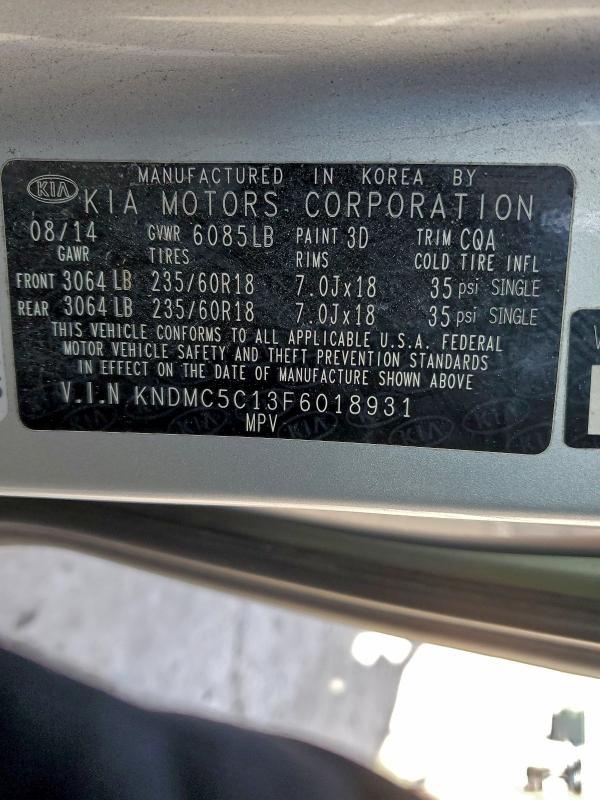 MANUFACTURED IN KOREA BY
KIA KIA MOTORS CORPORATION
08/14 GVWR 6085LB PAINT 3D TRIM CQA
GAWR TIRES RIMS COLD TIRE INFL
FRONT 3064 LB 235/60R18 7.0Jx18 35 psi SINGLE
REAR 3064 LB 235/60R18 7.0Jx18 35 psi SINGLE
THIS VEHICLE CONFORMS TO ALL APPLICABLE U.S.A. FEDERAL
MOTOR VEHICLE SAFETY AND THEFT PREVENTION STANDARDS
IN EFFECT ON THE DATE OF MANUFACTURE SHOWN ABOVE
V.I.N KNDMC5C13F6018931
MPV